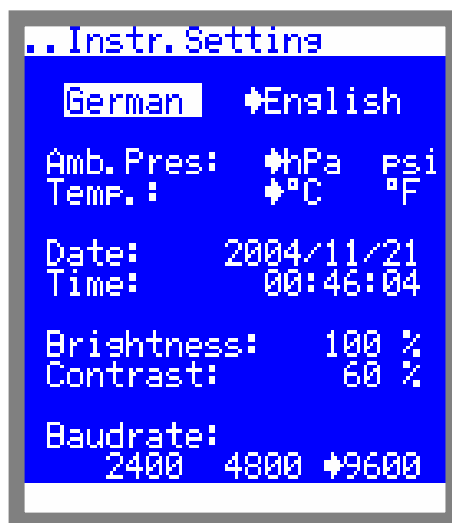 ..Instr.Setting
German →English
Amb.Pres: →hPa psi
Temp.: →°C °F
Date: 2004/11/21
Time: 00:46:04
Brightness: 100 %
Contrast: 60 %
Baudrate:
2400 4800 →9600